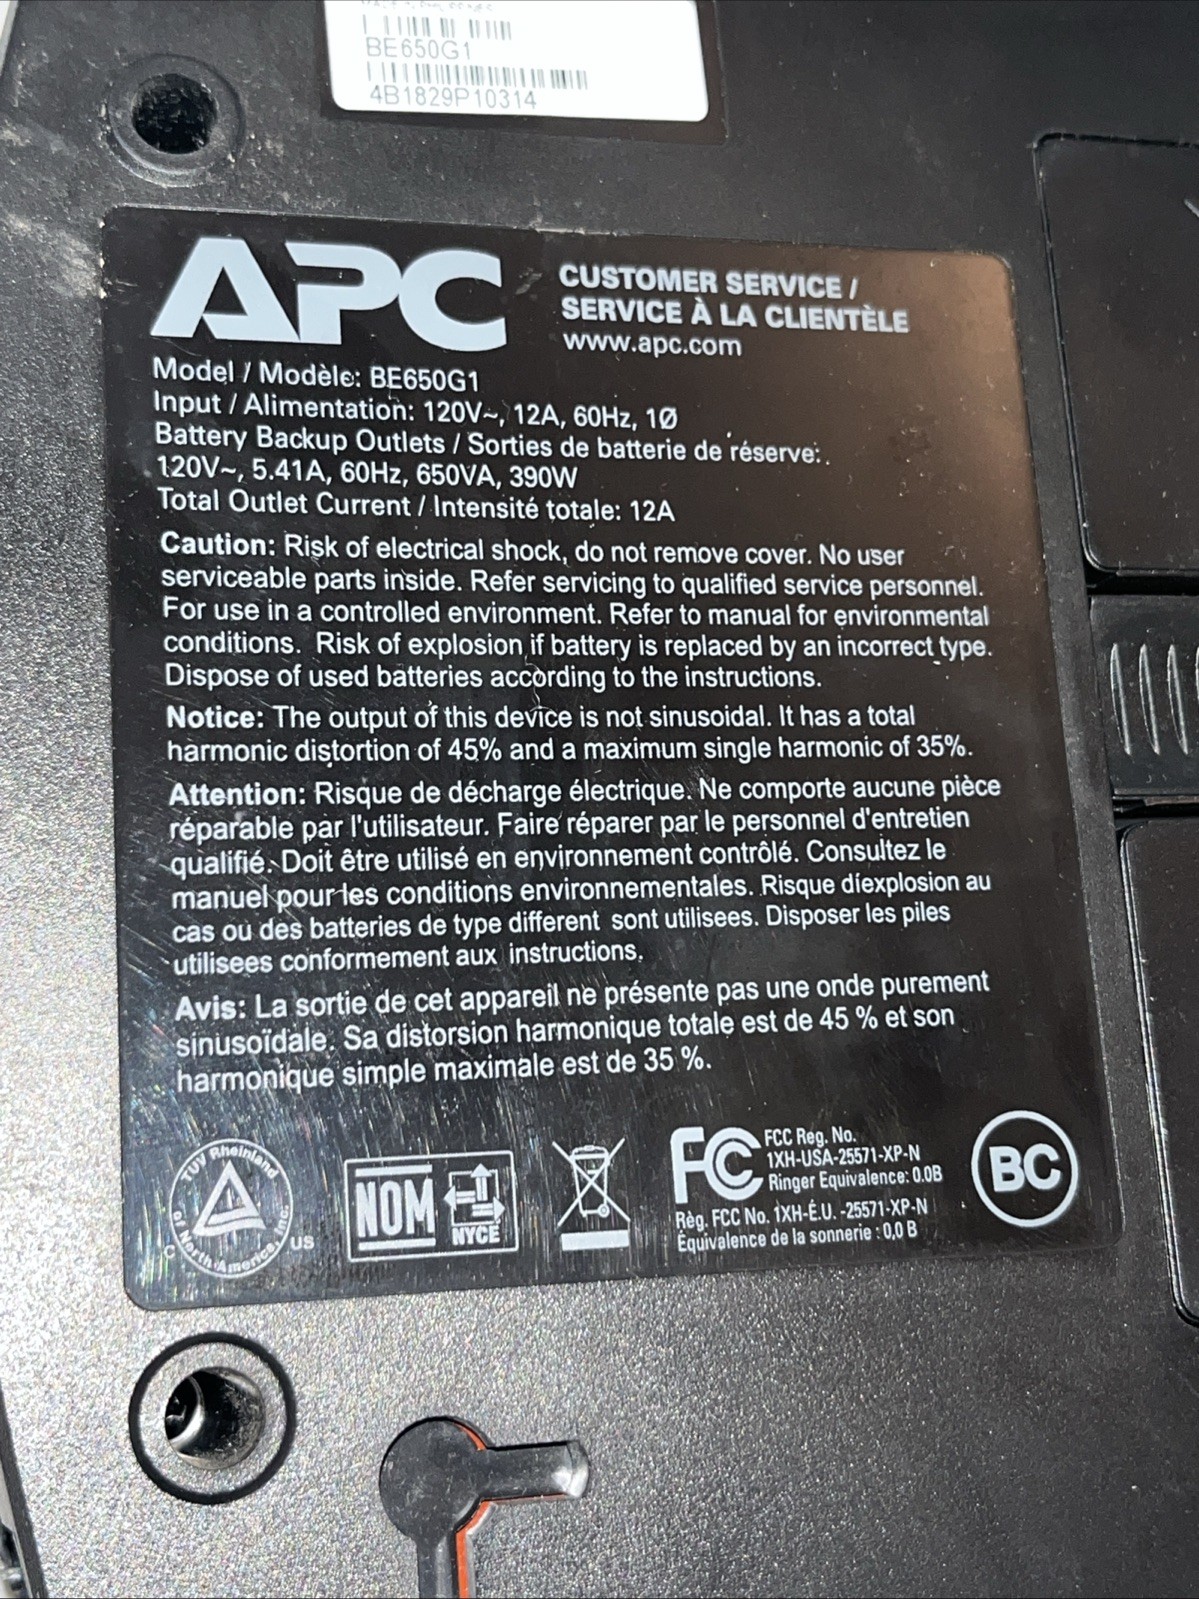 BE650G1
4B1829P10314
APC
CUSTOMER SERVICE /
SERVICE À LA CLIENTÈLE
www.apc.com
Model / Modèle: BE650G1
Input / Alimentation: 120V~, 12A, 60Hz, 1Ø
Battery Backup Outlets / Sorties de batterie de réserve:
120V~, 5.41A, 60Hz, 650VA, 390W
Total Outlet Current / Intensité totale: 12A
Caution: Risk of electrical shock, do not remove cover. No user
serviceable parts inside. Refer servicing to qualified service personnel.
For use in a controlled environment. Refer to manual for environmental
conditions. Risk of explosion if battery is replaced by an incorrect type.
Dispose of used batteries according to the instructions.
Notice: The output of this device is not sinusoidal. It has a total
harmonic distortion of 45% and a maximum single harmonic of 35%.
Attention: Risque de décharge électrique. Ne comporte aucune pièce
réparable par l'utilisateur. Faire réparer par le personnel d'entretien
qualifié. Doit être utilisé en environnement contrôlé. Consultez le
manuel pour les conditions environnementales. Risque díexplosion au
cas ou des batteries de type different sont utilisees. Disposer les piles
utilisees conformement aux instructions.
Avis: La sortie de cet appareil ne présente pas une onde purement
sinusoïdale. Sa distorsion harmonique totale est de 45 % et son
harmonique simple maximale est de 35 %.
TUV Rheinland
of North America, Inc.
C US
NOM
NYCE
FC
FCC Reg. No.
1XH-USA-25571-XP-N
Ringer Equivalence: 0.0B
Règ. FCC No. 1XH-É.U. -25571-XP-N
Équivalence de la sonnerie : 0,0 B
BC